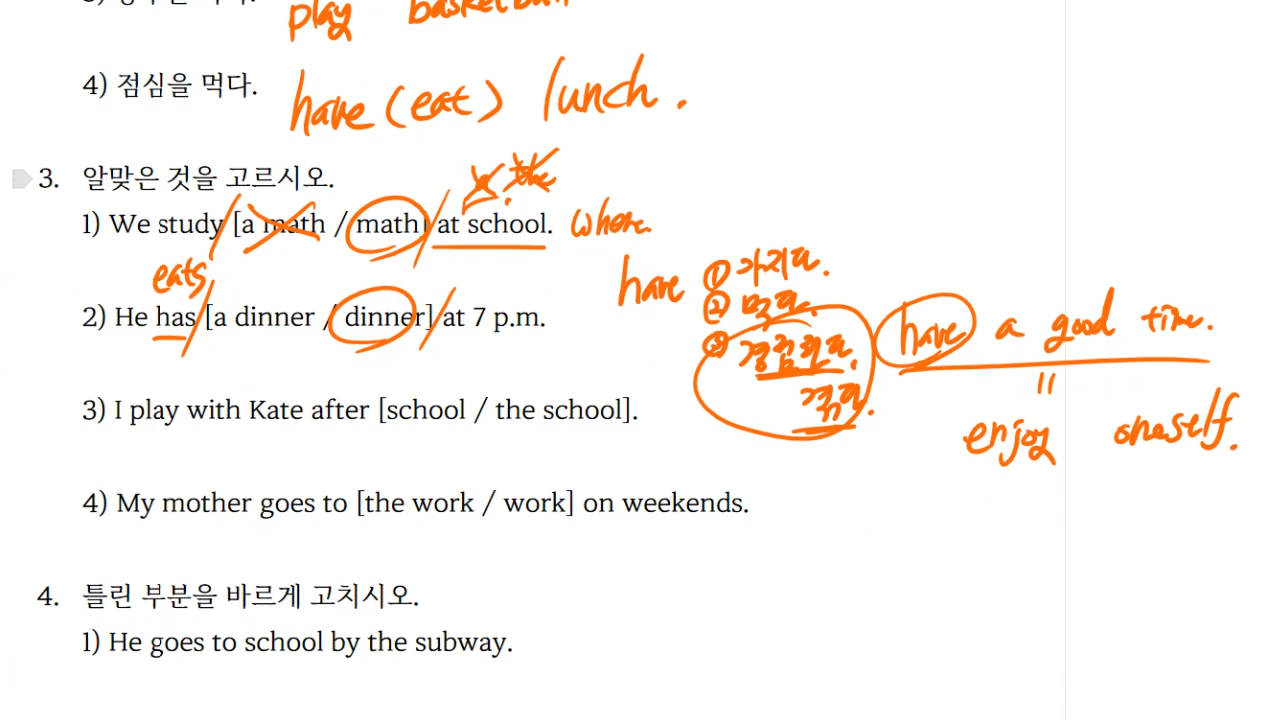 play basketball
4) 점심을 먹다. have (eat) lunch.
3. 알맞은 것을 고르시오.
a the
1) We study [a math / math] at school. where
eats
have ① 가지다.
② 먹다.
2) He has [a dinner / dinner] at 7 p.m.
③ 경험한다. have a good time.
겪다.
=
enjoy oneself.
3) I play with Kate after [school / the school].
4) My mother goes to [the work / work] on weekends.
4. 틀린 부분을 바르게 고치시오.
1) He goes to school by the subway.